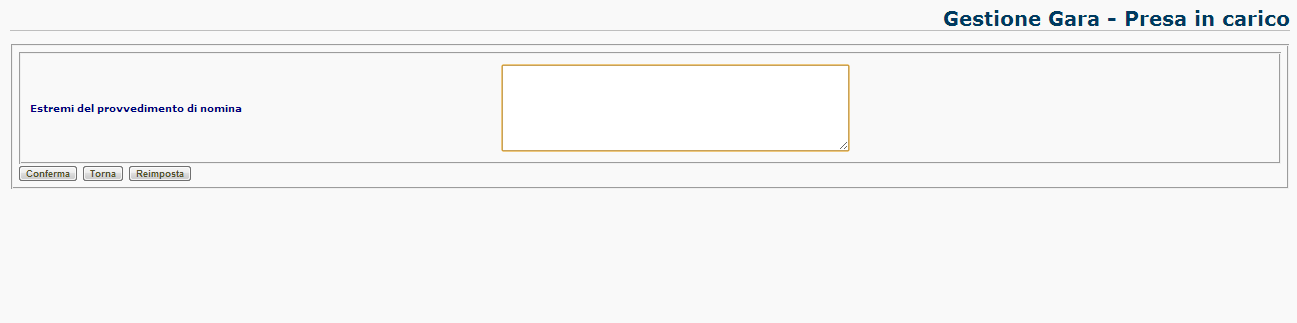 Gestione Gara - Presa in carico
Estremi del provvedimento di nomina
Conferma Torna Reimposta